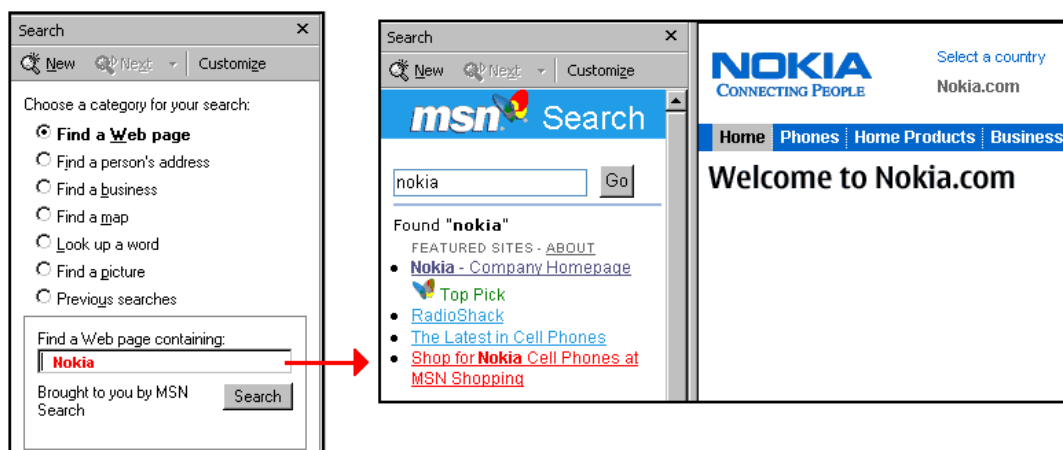 Search
New Next Customize
Choose a category for your search:
Find a Web page
Find a person's address
Find a business
Find a map
Look up a word
Find a picture
Previous searches
Find a Web page containing:
Nokia
Brought to you by MSN
Search
Search
Search
New Next Customize
msn Search
nokia Go
Found "nokia"
FEATURED SITES - ABOUT
Nokia - Company Homepage
Top Pick
RadioShack
The Latest in Cell Phones
Shop for Nokia Cell Phones at
MSN Shopping
NOKIA
CONNECTING PEOPLE
Select a country
Nokia.com
Home Phones Home Products Business
Welcome to Nokia.com